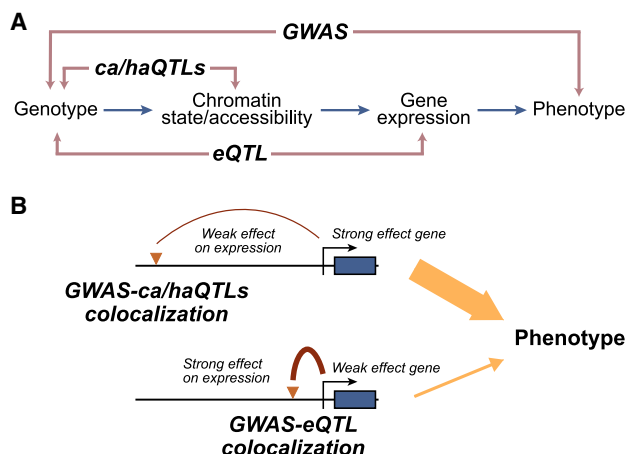 A
GWAS
ca/haQTLs
Genotype
Chromatin
state/accessibility
Gene
expression
Phenotype
eQTL
B
Weak effect
on expression
Strong effect gene
GWAS-ca/haQTLs
colocalization
Phenotype
Strong effect
on expression
Weak effect gene
GWAS-eQTL
colocalization